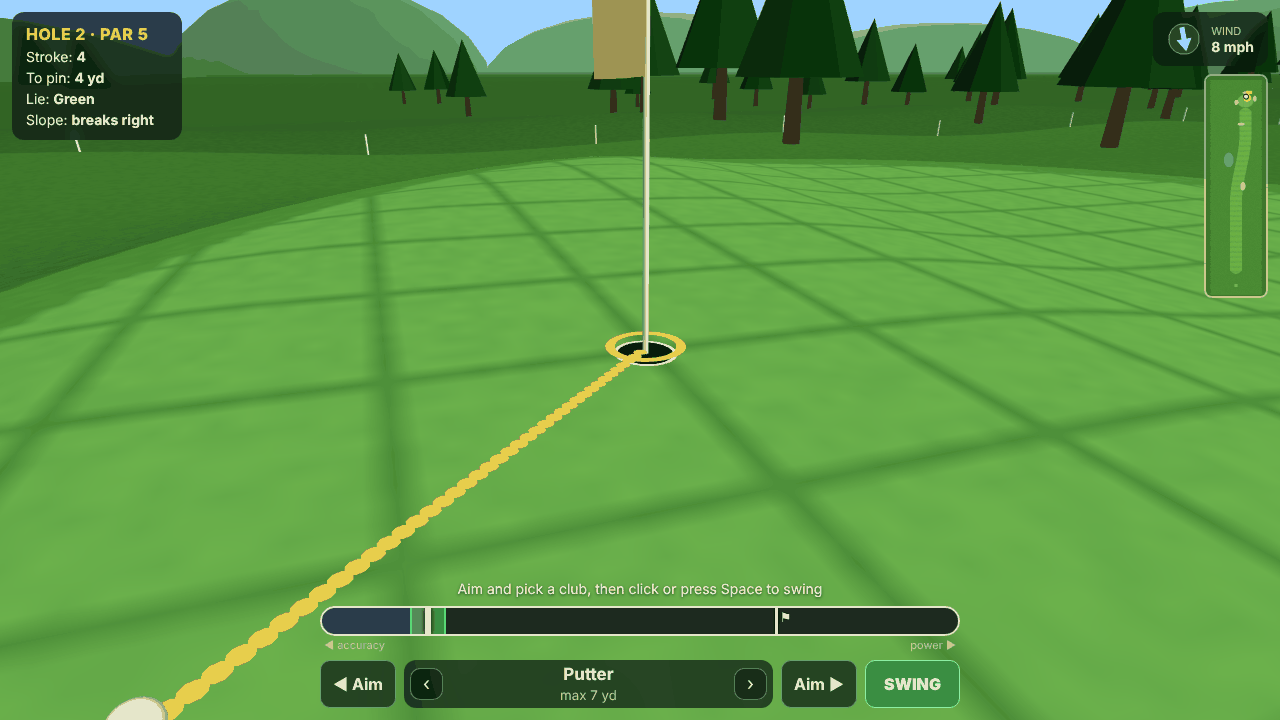 HOLE 2 · PAR 5
Stroke: 4
To pin: 4 yd
Lie: Green
Slope: breaks right
WIND
8 mph
Aim and pick a club, then click or press Space to swing
◀ accuracy
power ▶
◀ Aim
‹
Putter
max 7 yd
›
Aim ▶
SWING